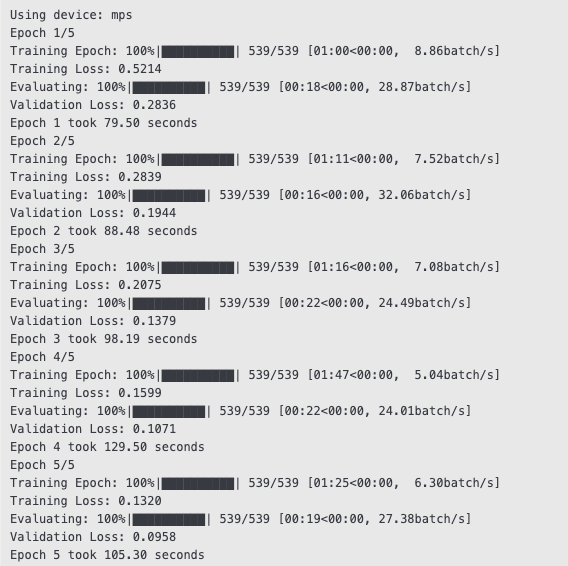 Using device: mps
Epoch 1/5
Training Epoch: 100%|██████████| 539/539 [01:00<00:00,  8.86batch/s]
Training Loss: 0.5214
Evaluating: 100%|██████████| 539/539 [00:18<00:00, 28.87batch/s]
Validation Loss: 0.2836
Epoch 1 took 79.50 seconds
Epoch 2/5
Training Epoch: 100%|██████████| 539/539 [01:11<00:00,  7.52batch/s]
Training Loss: 0.2839
Evaluating: 100%|██████████| 539/539 [00:16<00:00, 32.06batch/s]
Validation Loss: 0.1944
Epoch 2 took 88.48 seconds
Epoch 3/5
Training Epoch: 100%|██████████| 539/539 [01:16<00:00,  7.08batch/s]
Training Loss: 0.2075
Evaluating: 100%|██████████| 539/539 [00:22<00:00, 24.49batch/s]
Validation Loss: 0.1379
Epoch 3 took 98.19 seconds
Epoch 4/5
Training Epoch: 100%|██████████| 539/539 [01:47<00:00,  5.04batch/s]
Training Loss: 0.1599
Evaluating: 100%|██████████| 539/539 [00:22<00:00, 24.01batch/s]
Validation Loss: 0.1071
Epoch 4 took 129.50 seconds
Epoch 5/5
Training Epoch: 100%|██████████| 539/539 [01:25<00:00,  6.30batch/s]
Training Loss: 0.1320
Evaluating: 100%|██████████| 539/539 [00:19<00:00, 27.38batch/s]
Validation Loss: 0.0958
Epoch 5 took 105.30 seconds